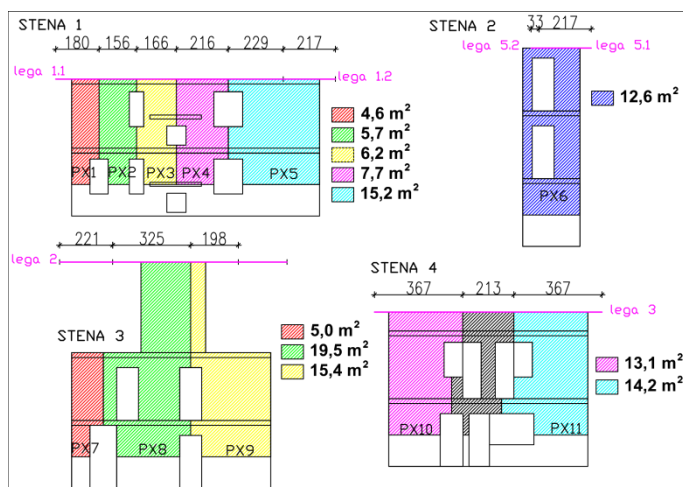 STENA 1
180 156 166 216 229 217
lega 1.1
lega 1.2
4,6 m²
5,7 m²
6,2 m²
7,7 m²
15,2 m²
PX1 PX2 PX3 PX4 PX5
STENA 2
33 217
lega 5.2 lega 5.1
12,6 m²
PX6
221 325 198
lega 2
STENA 3
5,0 m²
19,5 m²
15,4 m²
PX7 PX8 PX9
STENA 4
367 213 367
lega 3
13,1 m²
14,2 m²
PX10 PX11